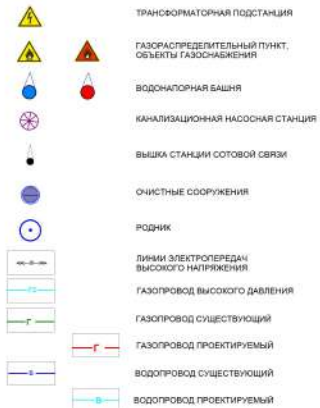 ТРАНСФОРМАТОРНАЯ ПОДСТАНЦИЯ
ГАЗОРАСПРЕДЕЛИТЕЛЬНЫЙ ПУНКТ,
ОБЪЕКТЫ ГАЗОСНАБЖЕНИЯ
ВОДОНАПОРНАЯ БАШНЯ
КАНАЛИЗАЦИОННАЯ НАСОСНАЯ СТАНЦИЯ
ВЫШКА СТАНЦИИ СОТОВОЙ СВЯЗИ
ОЧИСТНЫЕ СООРУЖЕНИЯ
РОДНИК
ЛИНИИ ЭЛЕКТРОПЕРЕДАЧ
ВЫСОКОГО НАПРЯЖЕНИЯ
ГАЗОПРОВОД ВЫСОКОГО ДАВЛЕНИЯ
Г
ГАЗОПРОВОД СУЩЕСТВУЮЩИЙ
Г
ГАЗОПРОВОД ПРОЕКТИРУЕМЫЙ
В
ВОДОПРОВОД СУЩЕСТВУЮЩИЙ
В
ВОДОПРОВОД ПРОЕКТИРУЕМЫЙ